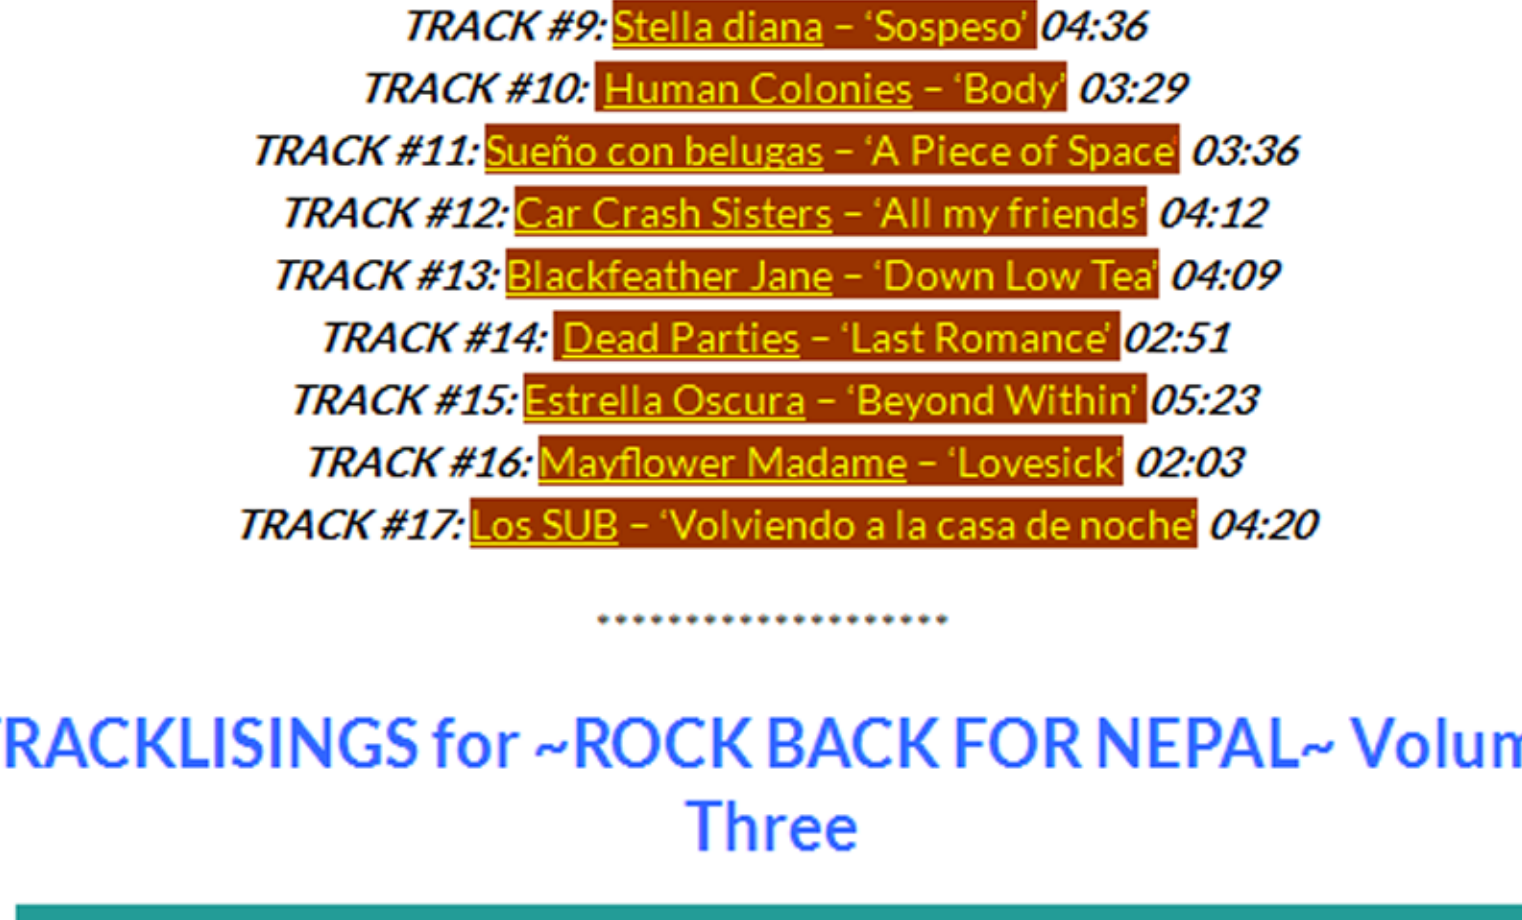 TRACK #9: Stella diana – ‘Sospeso’ 04:36
TRACK #10: Human Colonies – ‘Body’ 03:29
TRACK #11: Sueño con belugas – ‘A Piece of Space’ 03:36
TRACK #12: Car Crash Sisters – ‘All my friends’ 04:12
TRACK #13: Blackfeather Jane – ‘Down Low Tea’ 04:09
TRACK #14: Dead Parties – ‘Last Romance’ 02:51
TRACK #15: Estrella Oscura – ‘Beyond Within’ 05:23
TRACK #16: Mayflower Madame – ‘Lovesick’ 02:03
TRACK #17: Los SUB – ‘Volviendo a la casa de noche’ 04:20
********************
TRACKLISINGS for ~ROCK BACK FOR NEPAL~ Volum
Three